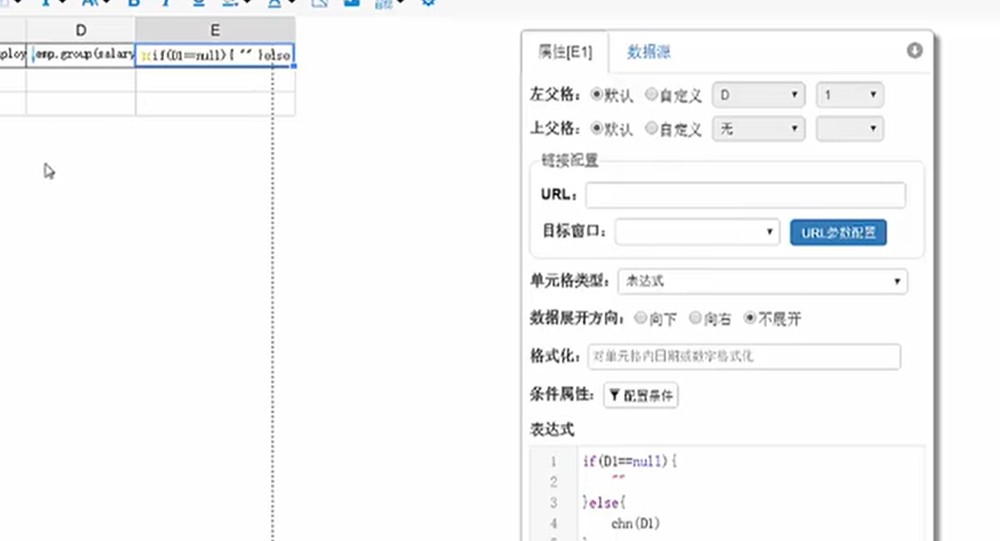 D
E
ploy
emp.group(salary
if(D1==null){ "" }else
属性[E1]
数据源
左父格：
默认
自定义
D
1
上父格：
默认
自定义
无
链接配置
URL：
目标窗口：
URL参数配置
单元格类型：
表达式
数据展开方向：
向下
向右
不展开
格式化：
对单元格内日期或数字格式化
条件属性：
配置条件
表达式
1 if(D1==null){
2 ""
3 }else{
4 chn(D1)